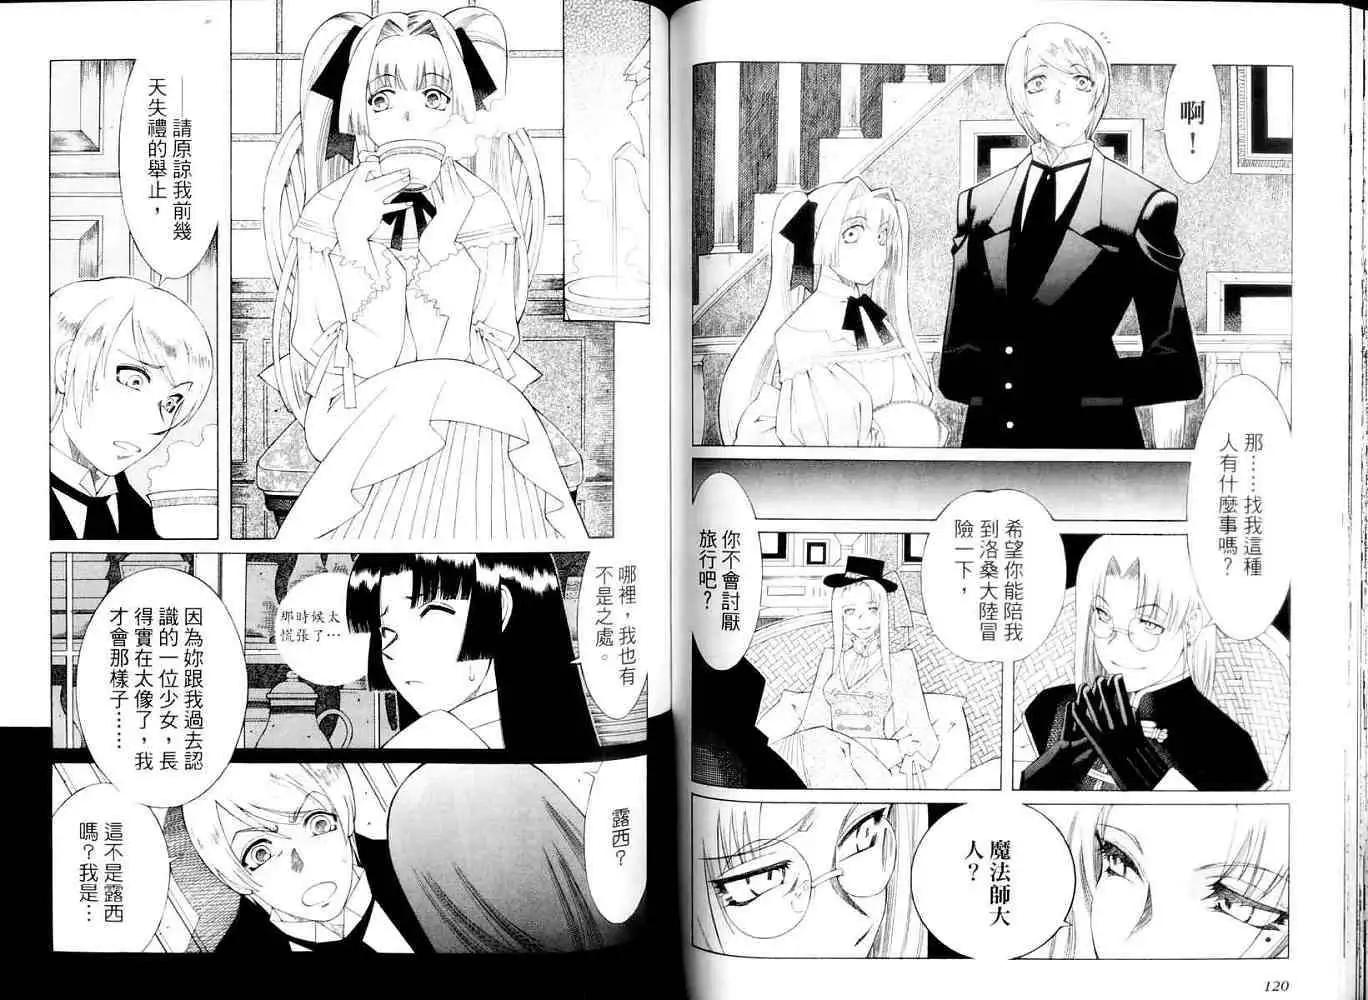 啊！
那……找我這種
人有什麼事嗎？
希望你能陪我
到洛桑大陸冒
險一下，
你不會討厭
旅行吧？
魔法師大
人？
120
——請原諒我前幾
天失禮的舉止，
哪裡，我也有
不是之處。
那時候太
慌張了…
因為妳跟我過去認
識的一位少女，長
得實在太像了，我
才會那樣子……
露西？
這不是露西
嗎？我是…